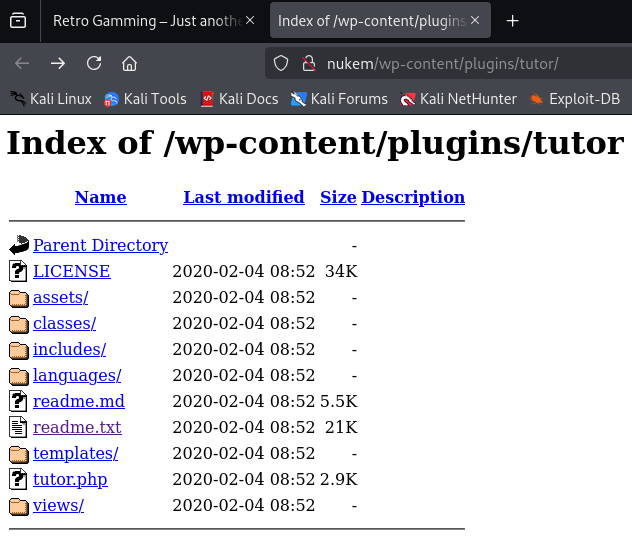 Retro Gamming – Just anothe
Index of /wp-content/plugins
nukem/wp-content/plugins/tutor/
Kali Linux Kali Tools Kali Docs Kali Forums Kali NetHunter Exploit-DB
Index of /wp-content/plugins/tutor
Name Last modified Size Description
Parent Directory -
LICENSE 2020-02-04 08:52 34K
assets/ 2020-02-04 08:52 -
classes/ 2020-02-04 08:52 -
includes/ 2020-02-04 08:52 -
languages/ 2020-02-04 08:52 -
readme.md 2020-02-04 08:52 5.5K
readme.txt 2020-02-04 08:52 21K
templates/ 2020-02-04 08:52 -
tutor.php 2020-02-04 08:52 2.9K
views/ 2020-02-04 08:52 -